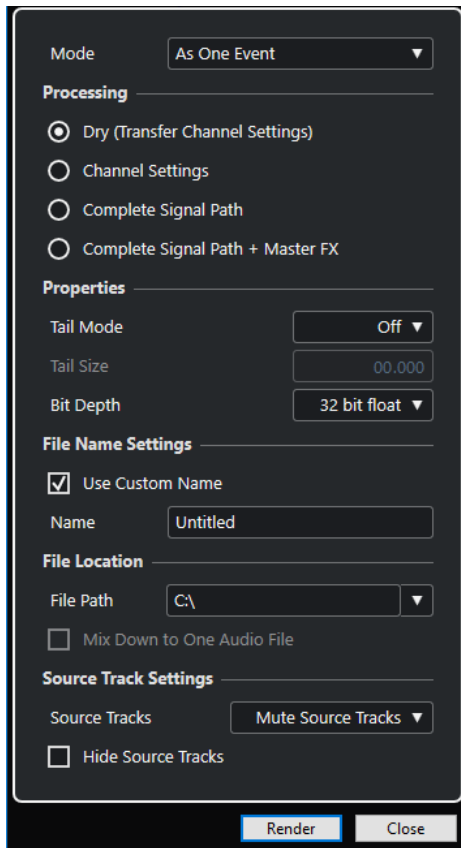 Mode As One Event
Processing
Dry (Transfer Channel Settings)
Channel Settings
Complete Signal Path
Complete Signal Path + Master FX
Properties
Tail Mode Off
Tail Size 00.000
Bit Depth 32 bit float
File Name Settings
Use Custom Name
Name Untitled
File Location
File Path C:\
Mix Down to One Audio File
Source Track Settings
Source Tracks Mute Source Tracks
Hide Source Tracks
Render Close